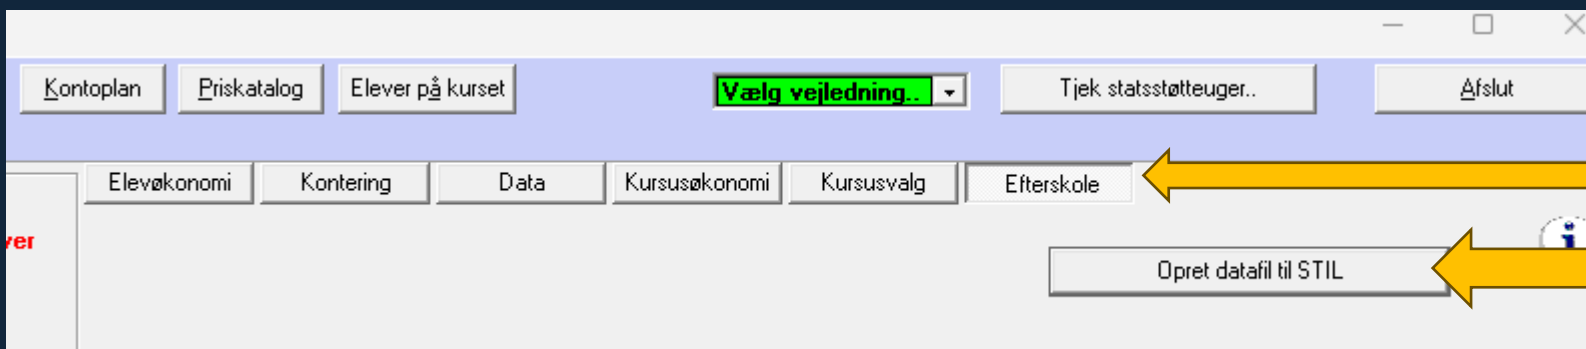 Kontoplan Priskatalog Elever på kurset Vælg vejledning.. Tjek statsstøtteuger.. Afslut
Elevøkonomi Kontering Data Kursusøkonomi Kursusvalg Efterskole
ver
Opret datafil til STIL